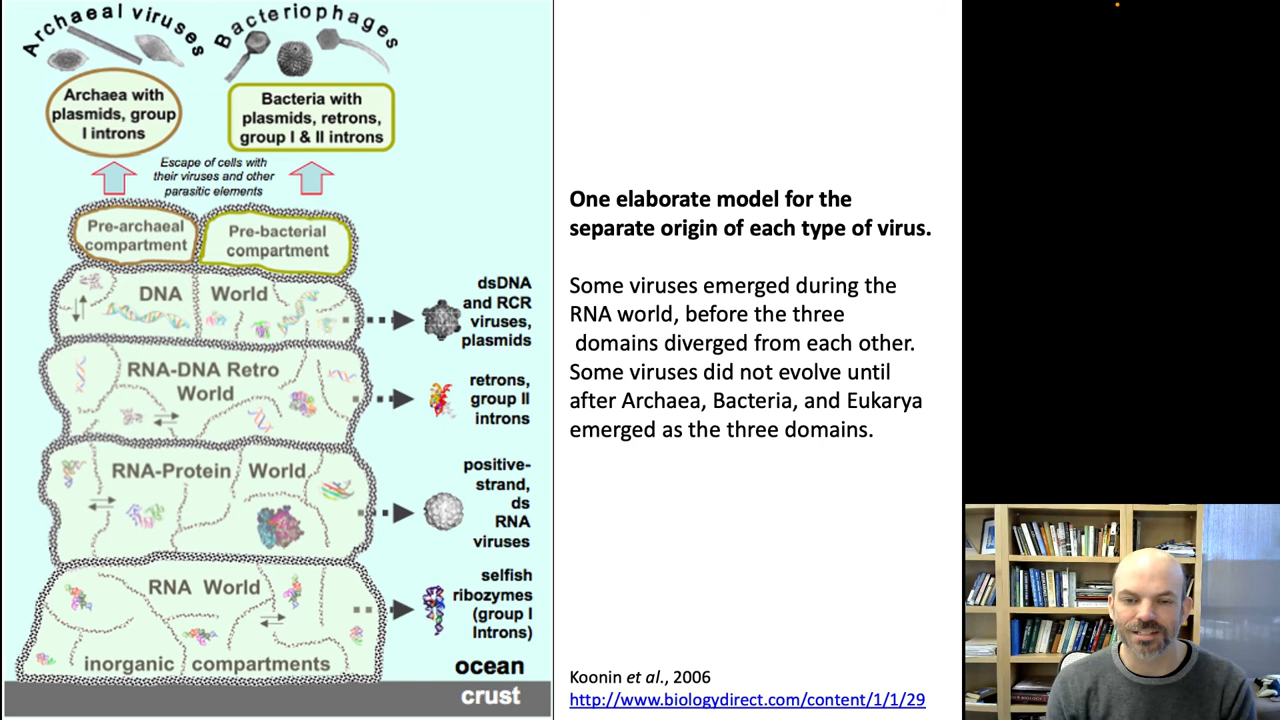 Archaeal viruses
Bacteriophages
Archaea with
plasmids, group
I introns
Bacteria with
plasmids, retrons,
group I & II introns
Escape of cells with
their viruses and other
parasitic elements
Pre-archaeal
compartment
Pre-bacterial
compartment
DNA World
dsDNA
and RCR
viruses,
plasmids
RNA-DNA Retro
World
retrons,
group II
introns
RNA-Protein World
positive-
strand,
ds
RNA
viruses
RNA World
selfish
ribozymes
(group I
Introns)
inorganic compartments
ocean
crust
One elaborate model for the
separate origin of each type of virus.
Some viruses emerged during the
RNA world, before the three
domains diverged from each other.
Some viruses did not evolve until
after Archaea, Bacteria, and Eukarya
emerged as the three domains.
Koonin et al., 2006
http://www.biologydirect.com/content/1/1/29